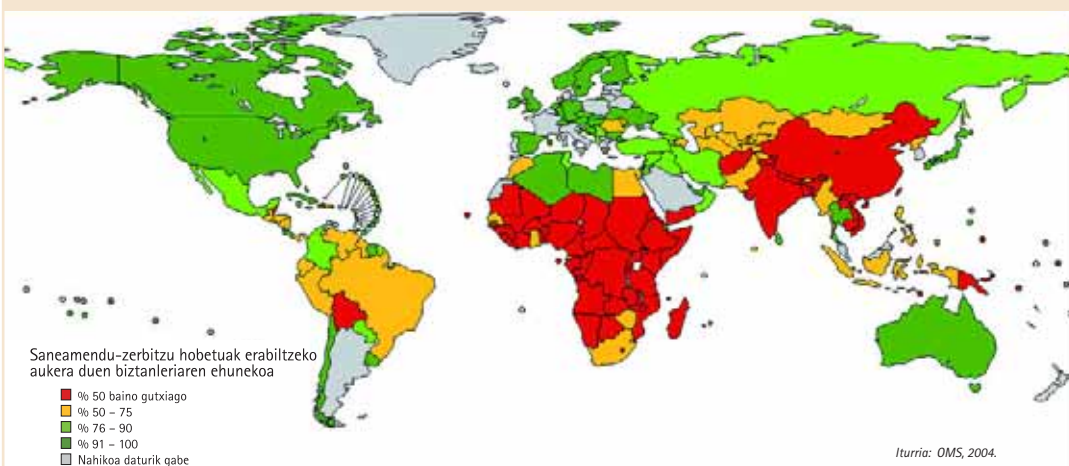 Saneamendu-zerbitzu hobetuak erabiltzeko
aukera duen biztanleriaren ehunekoa
% 50 baino gutxiago
% 50 – 75
% 76 – 90
% 91 – 100
Nahikoa daturik gabe
Iturria: OMS, 2004.